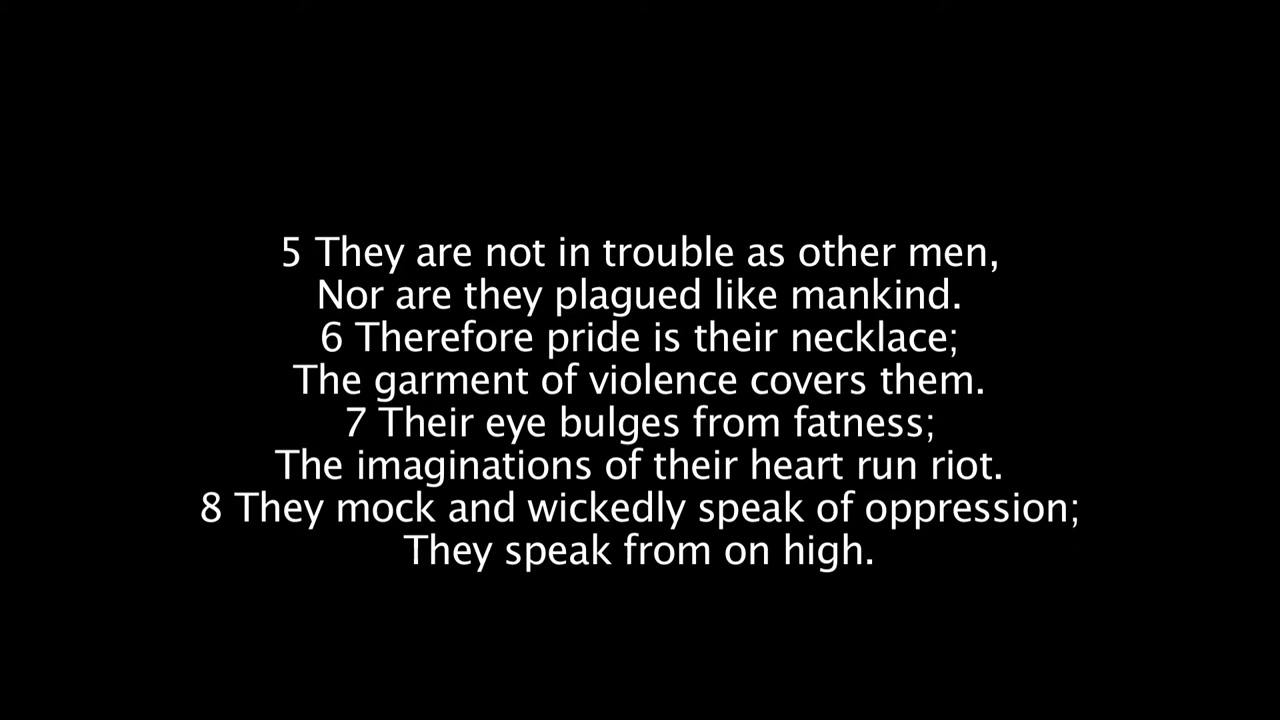 5 They are not in trouble as other men,
Nor are they plagued like mankind.
6 Therefore pride is their necklace;
The garment of violence covers them.
7 Their eye bulges from fatness;
The imaginations of their heart run riot.
8 They mock and wickedly speak of oppression;
They speak from on high.